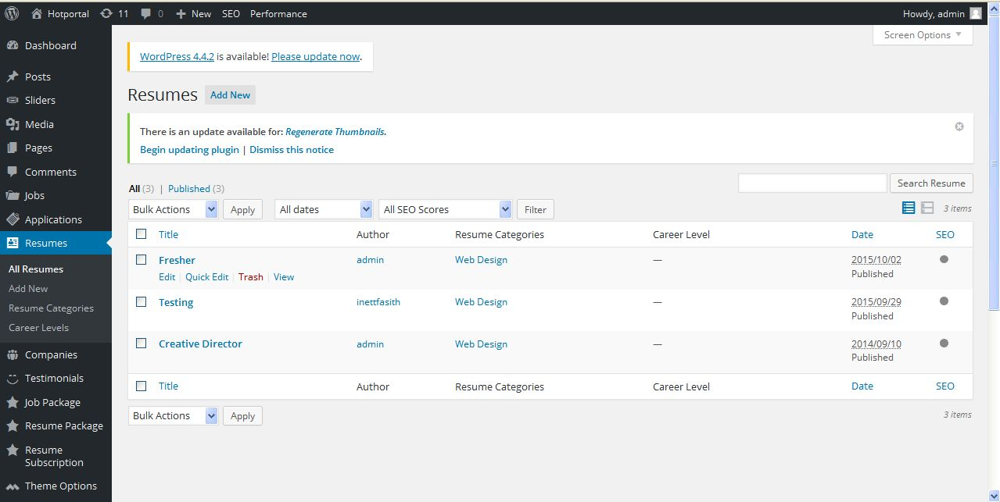 Hotportal 11 0 New SEO Performance Howdy, admin
Screen Options
Dashboard
Posts
Sliders
Media
Pages
Comments
Jobs
Applications
Resumes
All Resumes
Add New
Resume Categories
Career Levels
Companies
Testimonials
Job Package
Resume Package
Resume
Subscription
Theme Options
WordPress 4.4.2 is available! Please update now.
Resumes Add New
There is an update available for: Regenerate Thumbnails.
Begin updating plugin | Dismiss this notice
All (3) | Published (3)
Search Resume
Bulk Actions Apply All dates All SEO Scores Filter 3 items
Title Author Resume Categories Career Level Date SEO
Fresher admin Web Design — 2015/10/02
Edit | Quick Edit | Trash | View Published
Testing inettfasith Web Design — 2015/09/29
Published
Creative Director admin Web Design — 2014/09/10
Published
Title Author Resume Categories Career Level Date SEO
Bulk Actions Apply 3 items